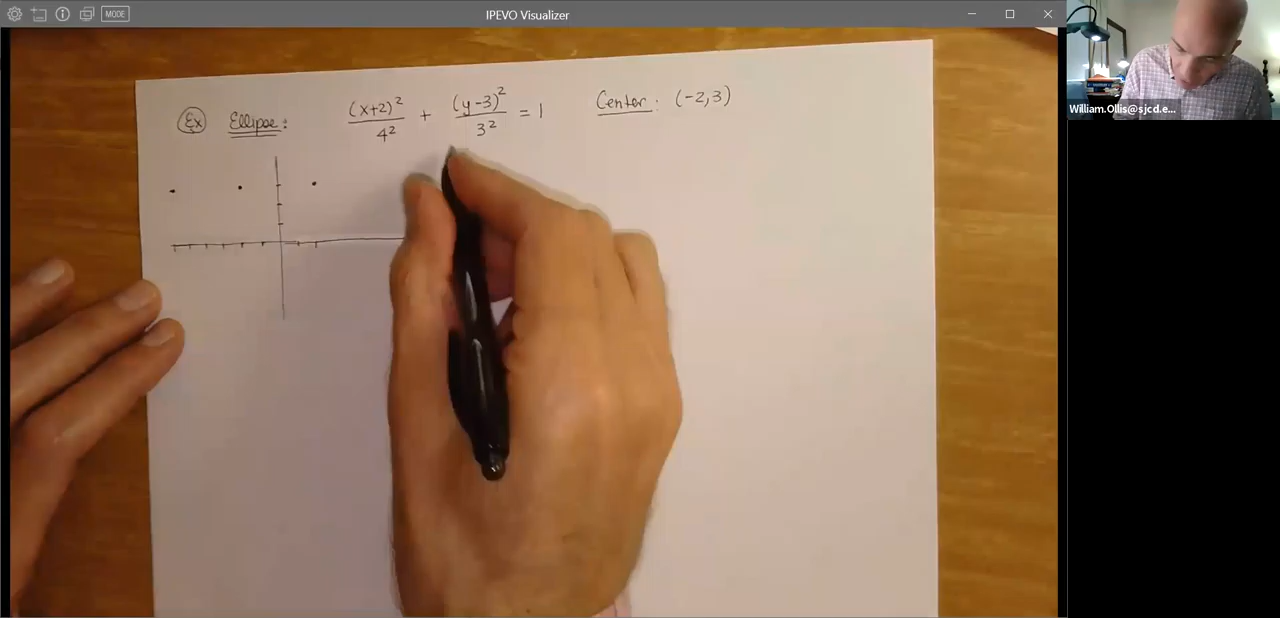 MODE
IPEVO Visualizer
Ex Ellipse: (x+2)²/4² + (y-3)²/3² = 1 Center: (-2,3)
William.Ollis@sjcd.e...